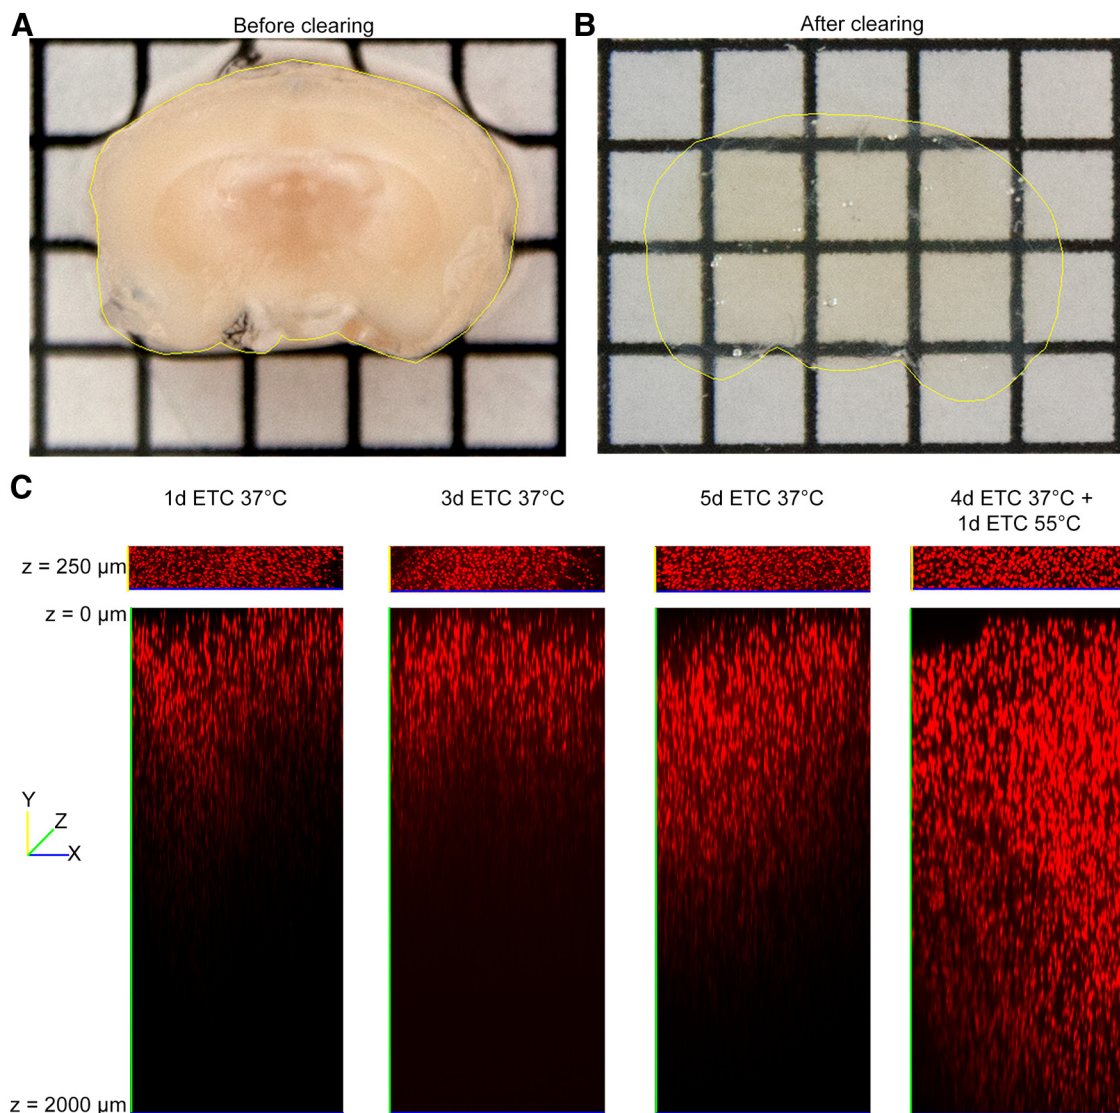 A
Before clearing
B
After clearing
C
1d ETC 37°C
3d ETC 37°C
5d ETC 37°C
4d ETC 37°C +
1d ETC 55°C
z = 250 µm
z = 0 µm
Y
Z
X
z = 2000 µm